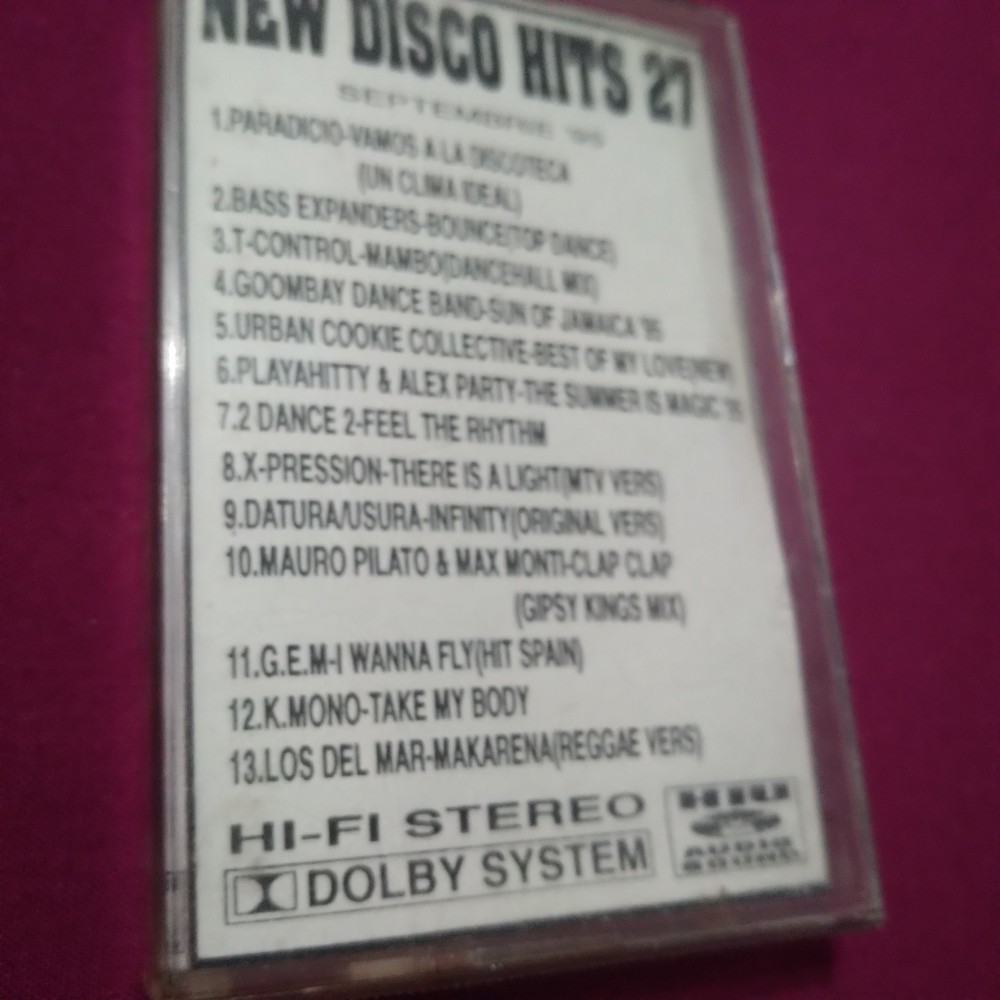 NEW DISCO HITS 27
SEPTEMBRIE '95
1.PARADICIO-VAMOS A LA DISCOTECA
(UN CLIMA IDEAL)
2.BASS EXPANDERS-BOUNCE(TOP DANCE)
3.T-CONTROL-MAMBO(DANCEHALL MIX)
4.GOOMBAY DANCE BAND-SUN OF JAMAICA '95
5.URBAN COOKIE COLLECTIVE-BEST OF MY LOVE(NEW)
6.PLAYAHITTY & ALEX PARTY-THE SUMMER IS MAGIC '95
7.2 DANCE 2-FEEL THE RHYTHM
8.X-PRESSION-THERE IS A LIGHT(MTV VERS)
9.DATURA/USURA-INFINITY(ORIGINAL VERS)
10.MAURO PILATO & MAX MONTI-CLAP CLAP
(GIPSY KINGS MIX)
11.G.E.M-I WANNA FLY(HIT SPAIN)
12.K.MONO-TAKE MY BODY
13.LOS DEL MAR-MAKARENA(REGGAE VERS)
HI-FI STEREO
DOLBY SYSTEM
AUDIO